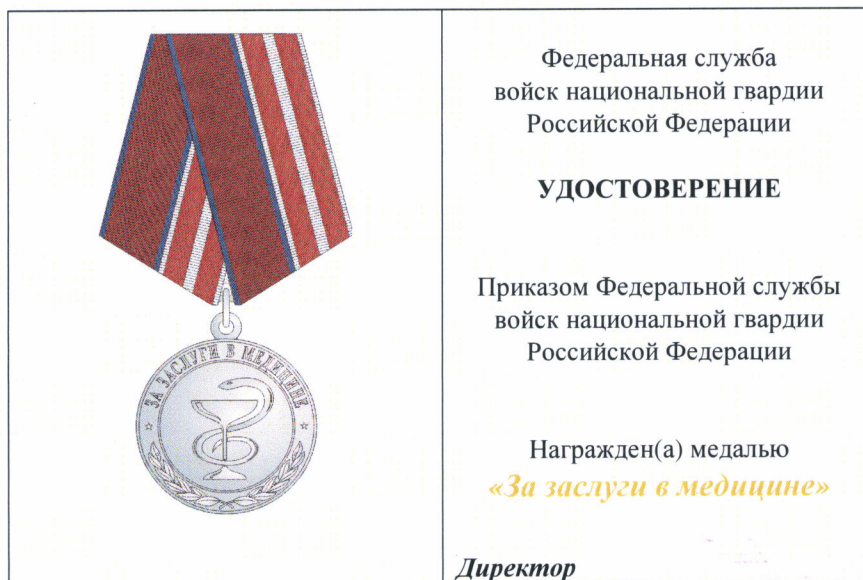 ЗА ЗАСЛУГИ В МЕДИЦИНЕ
Федеральная служба
войск национальной гвардии
Российской Федерации
УДОСТОВЕРЕНИЕ
Приказом Федеральной службы
войск национальной гвардии
Российской Федерации
Награжден(а) медалью
«За заслуги в медицине»
Директор